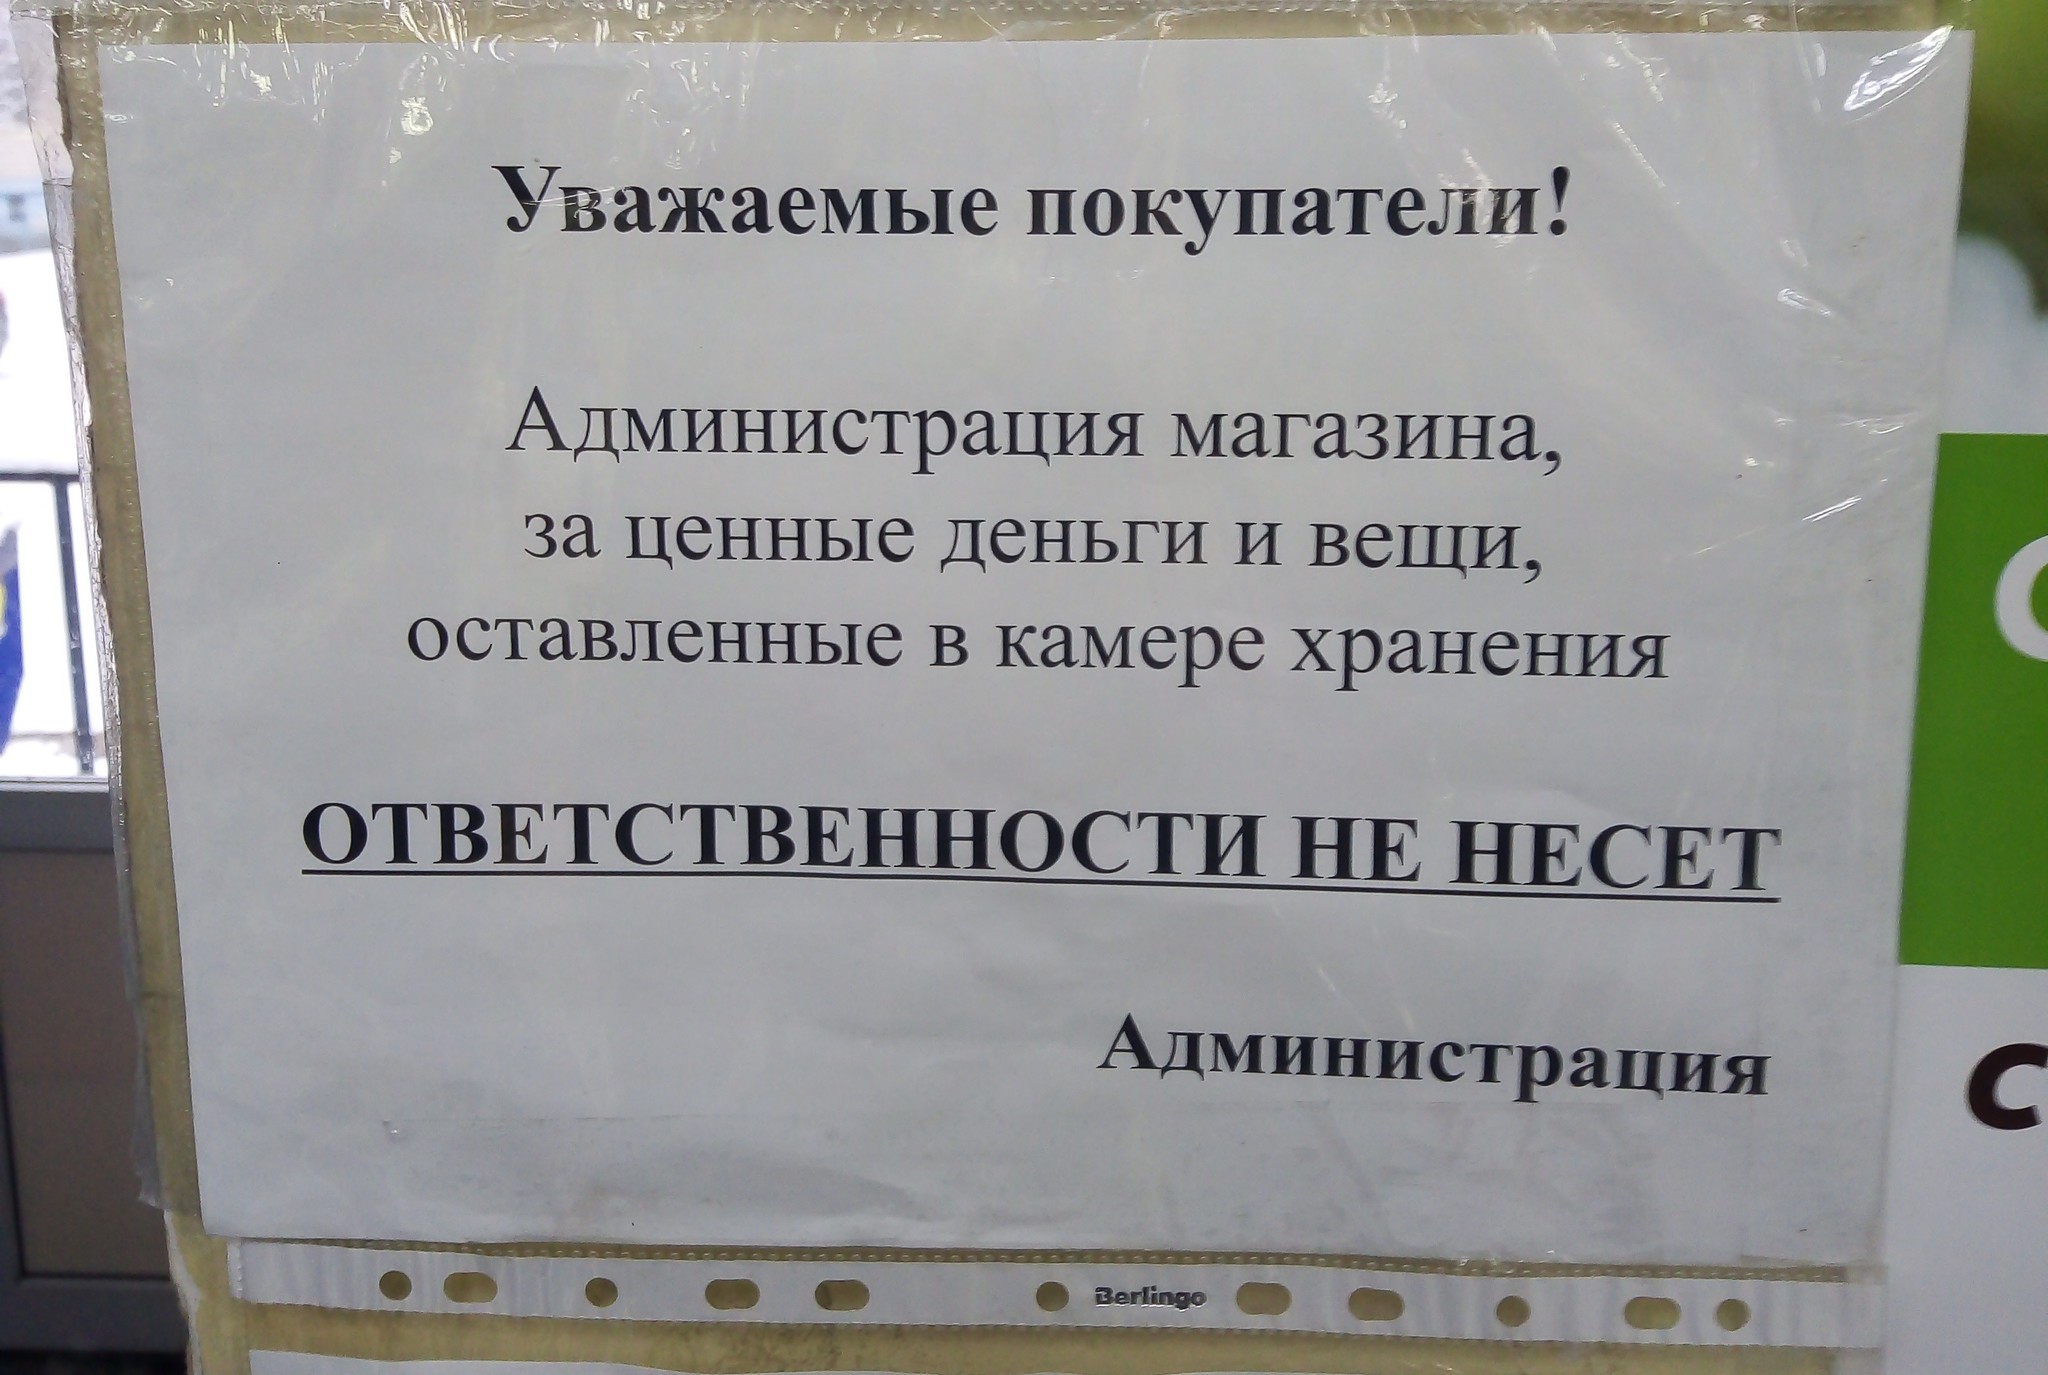 Уважаемые покупатели!
Администрация магазина,
за ценные деньги и вещи,
оставленные в камере хранения
ОТВЕТСТВЕННОСТИ НЕ НЕСЕТ
Администрация
Berlingo